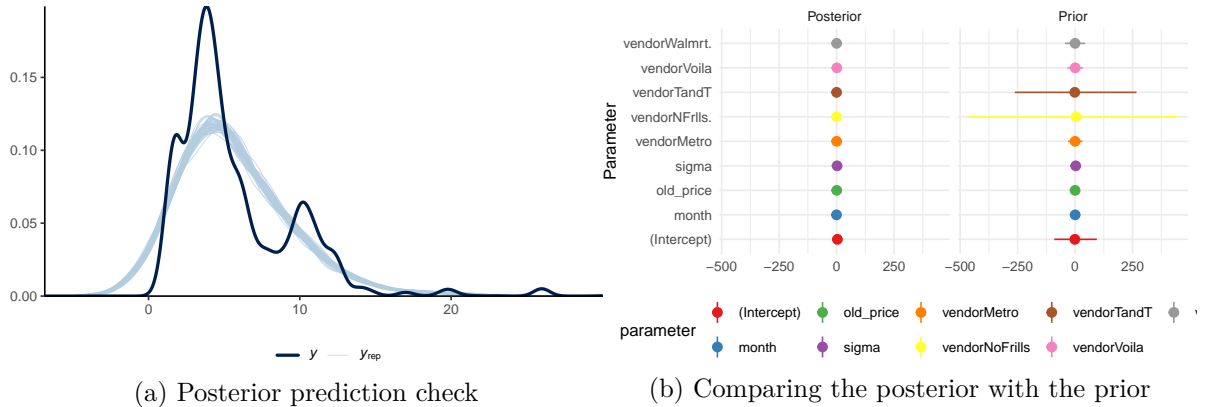 0.15
0.10
0.05
0.00
0 10 20
y yrep
(a) Posterior prediction check
Posterior Prior
Parameter
vendorWalmrt.
vendorVoila
vendorTandT
vendorNFrlls.
vendorMetro
sigma
old_price
month
(Intercept)
−500 −250 0 250 −500 −250 0 250
parameter
(Intercept) old_price vendorMetro vendorTandT
month sigma vendorNoFrills vendorVoila
(b) Comparing the posterior with the prior